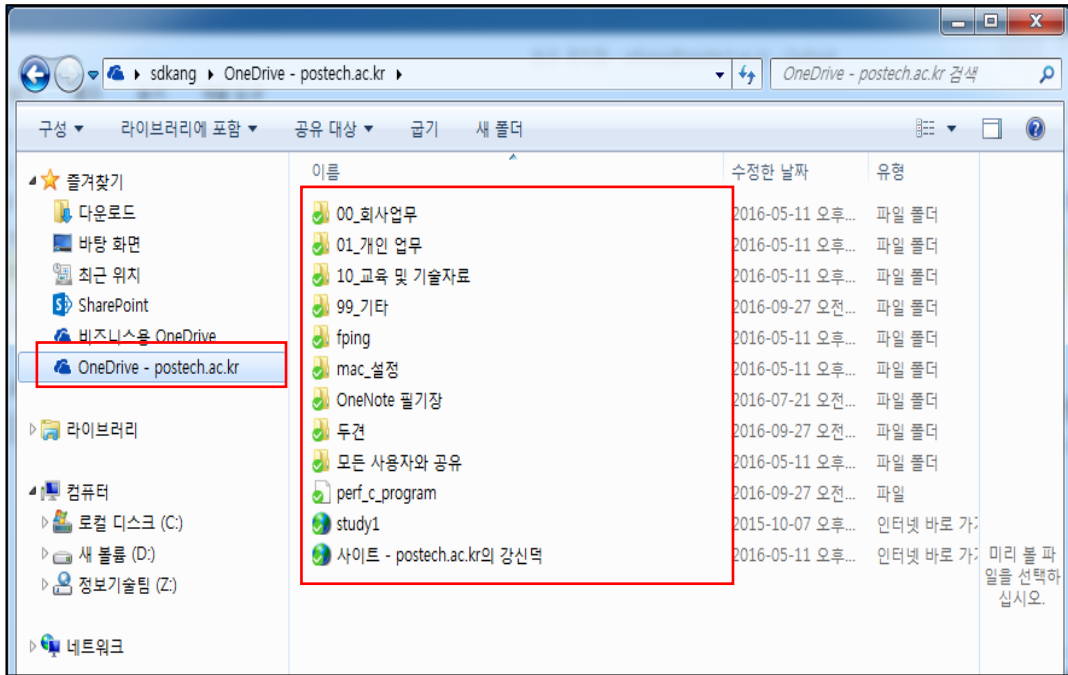 X
sdkang ▸ OneDrive - postech.ac.kr ▸
OneDrive - postech.ac.kr 검색
구성 라이브러리에 포함 공유 대상 굽기 새 폴더
이름 수정한 날짜 유형
즐겨찾기
다운로드
바탕 화면
최근 위치
SharePoint
비즈니스용 OneDrive
OneDrive - postech.ac.kr
라이브러리
컴퓨터
로컬 디스크 (C:)
새 볼륨 (D:)
정보기술팀 (Z:)
네트워크
00_회사업무 2016-05-11 오후... 파일 폴더
01_개인 업무 2016-05-11 오후... 파일 폴더
10_교육 및 기술자료 2016-05-11 오후... 파일 폴더
99_기타 2016-09-27 오전... 파일 폴더
fping 2016-05-11 오후... 파일 폴더
mac_설정 2016-05-11 오후... 파일 폴더
OneNote 필기장 2016-07-21 오전... 파일 폴더
두견 2016-09-27 오전... 파일 폴더
모든 사용자와 공유 2016-05-11 오후... 파일 폴더
perf_c_program 2016-09-27 오전... 파일
study1 2015-10-07 오후... 인터넷 바로 가
사이트 - postech.ac.kr의 강신덕 2016-05-11 오후... 인터넷 바로 가
미리 볼 파
일을 선택하
십시오.